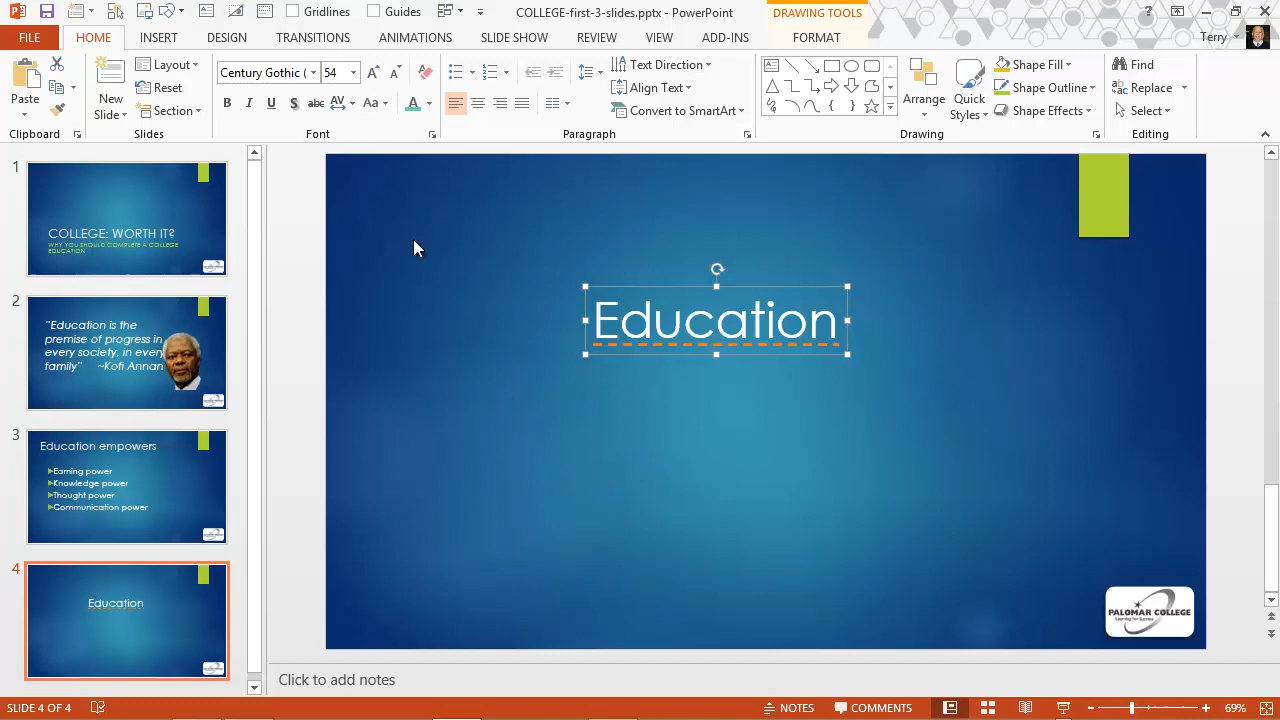 Gridlines
Guides
COLLEGE-first-3-slides.pptx - PowerPoint
DRAWING TOOLS
?
FILE
HOME
INSERT
DESIGN
TRANSITIONS
ANIMATIONS
SLIDE SHOW
REVIEW
VIEW
ADD-INS
FORMAT
Terry
Paste
New
Slide
Layout
Reset
Section
Century Gothic (
54
B I U S abc AV Aa A
Text Direction
Align Text
Convert to SmartArt
Arrange
Quick
Styles
Shape Fill
Shape Outline
Shape Effects
Find
Replace
Select
Clipboard
Slides
Font
Paragraph
Drawing
Editing
1
COLLEGE: WORTH IT?
WHY YOU SHOULD COMPLETE A COLLEGE
EDUCATION
2
"Education is the
premise of progress in
every society, in every
family" ~Kofi Annan
3
Education empowers
Earning power
Knowledge power
Thought power
Communication power
4
Education
Education
PALOMAR COLLEGE
Learning for Success
Click to add notes
SLIDE 4 OF 4
NOTES
COMMENTS
69%